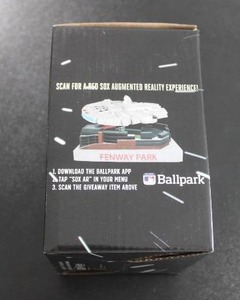 SCAN FOR A RED SOX AUGMENTED REALITY EXPERIENCE!
FENWAY PARK
1. DOWNLOAD THE BALLPARK APP
2. TAP "SOX AR" IN YOUR MENU
3. SCAN THE GIVEAWAY ITEM ABOVE
Ballpark